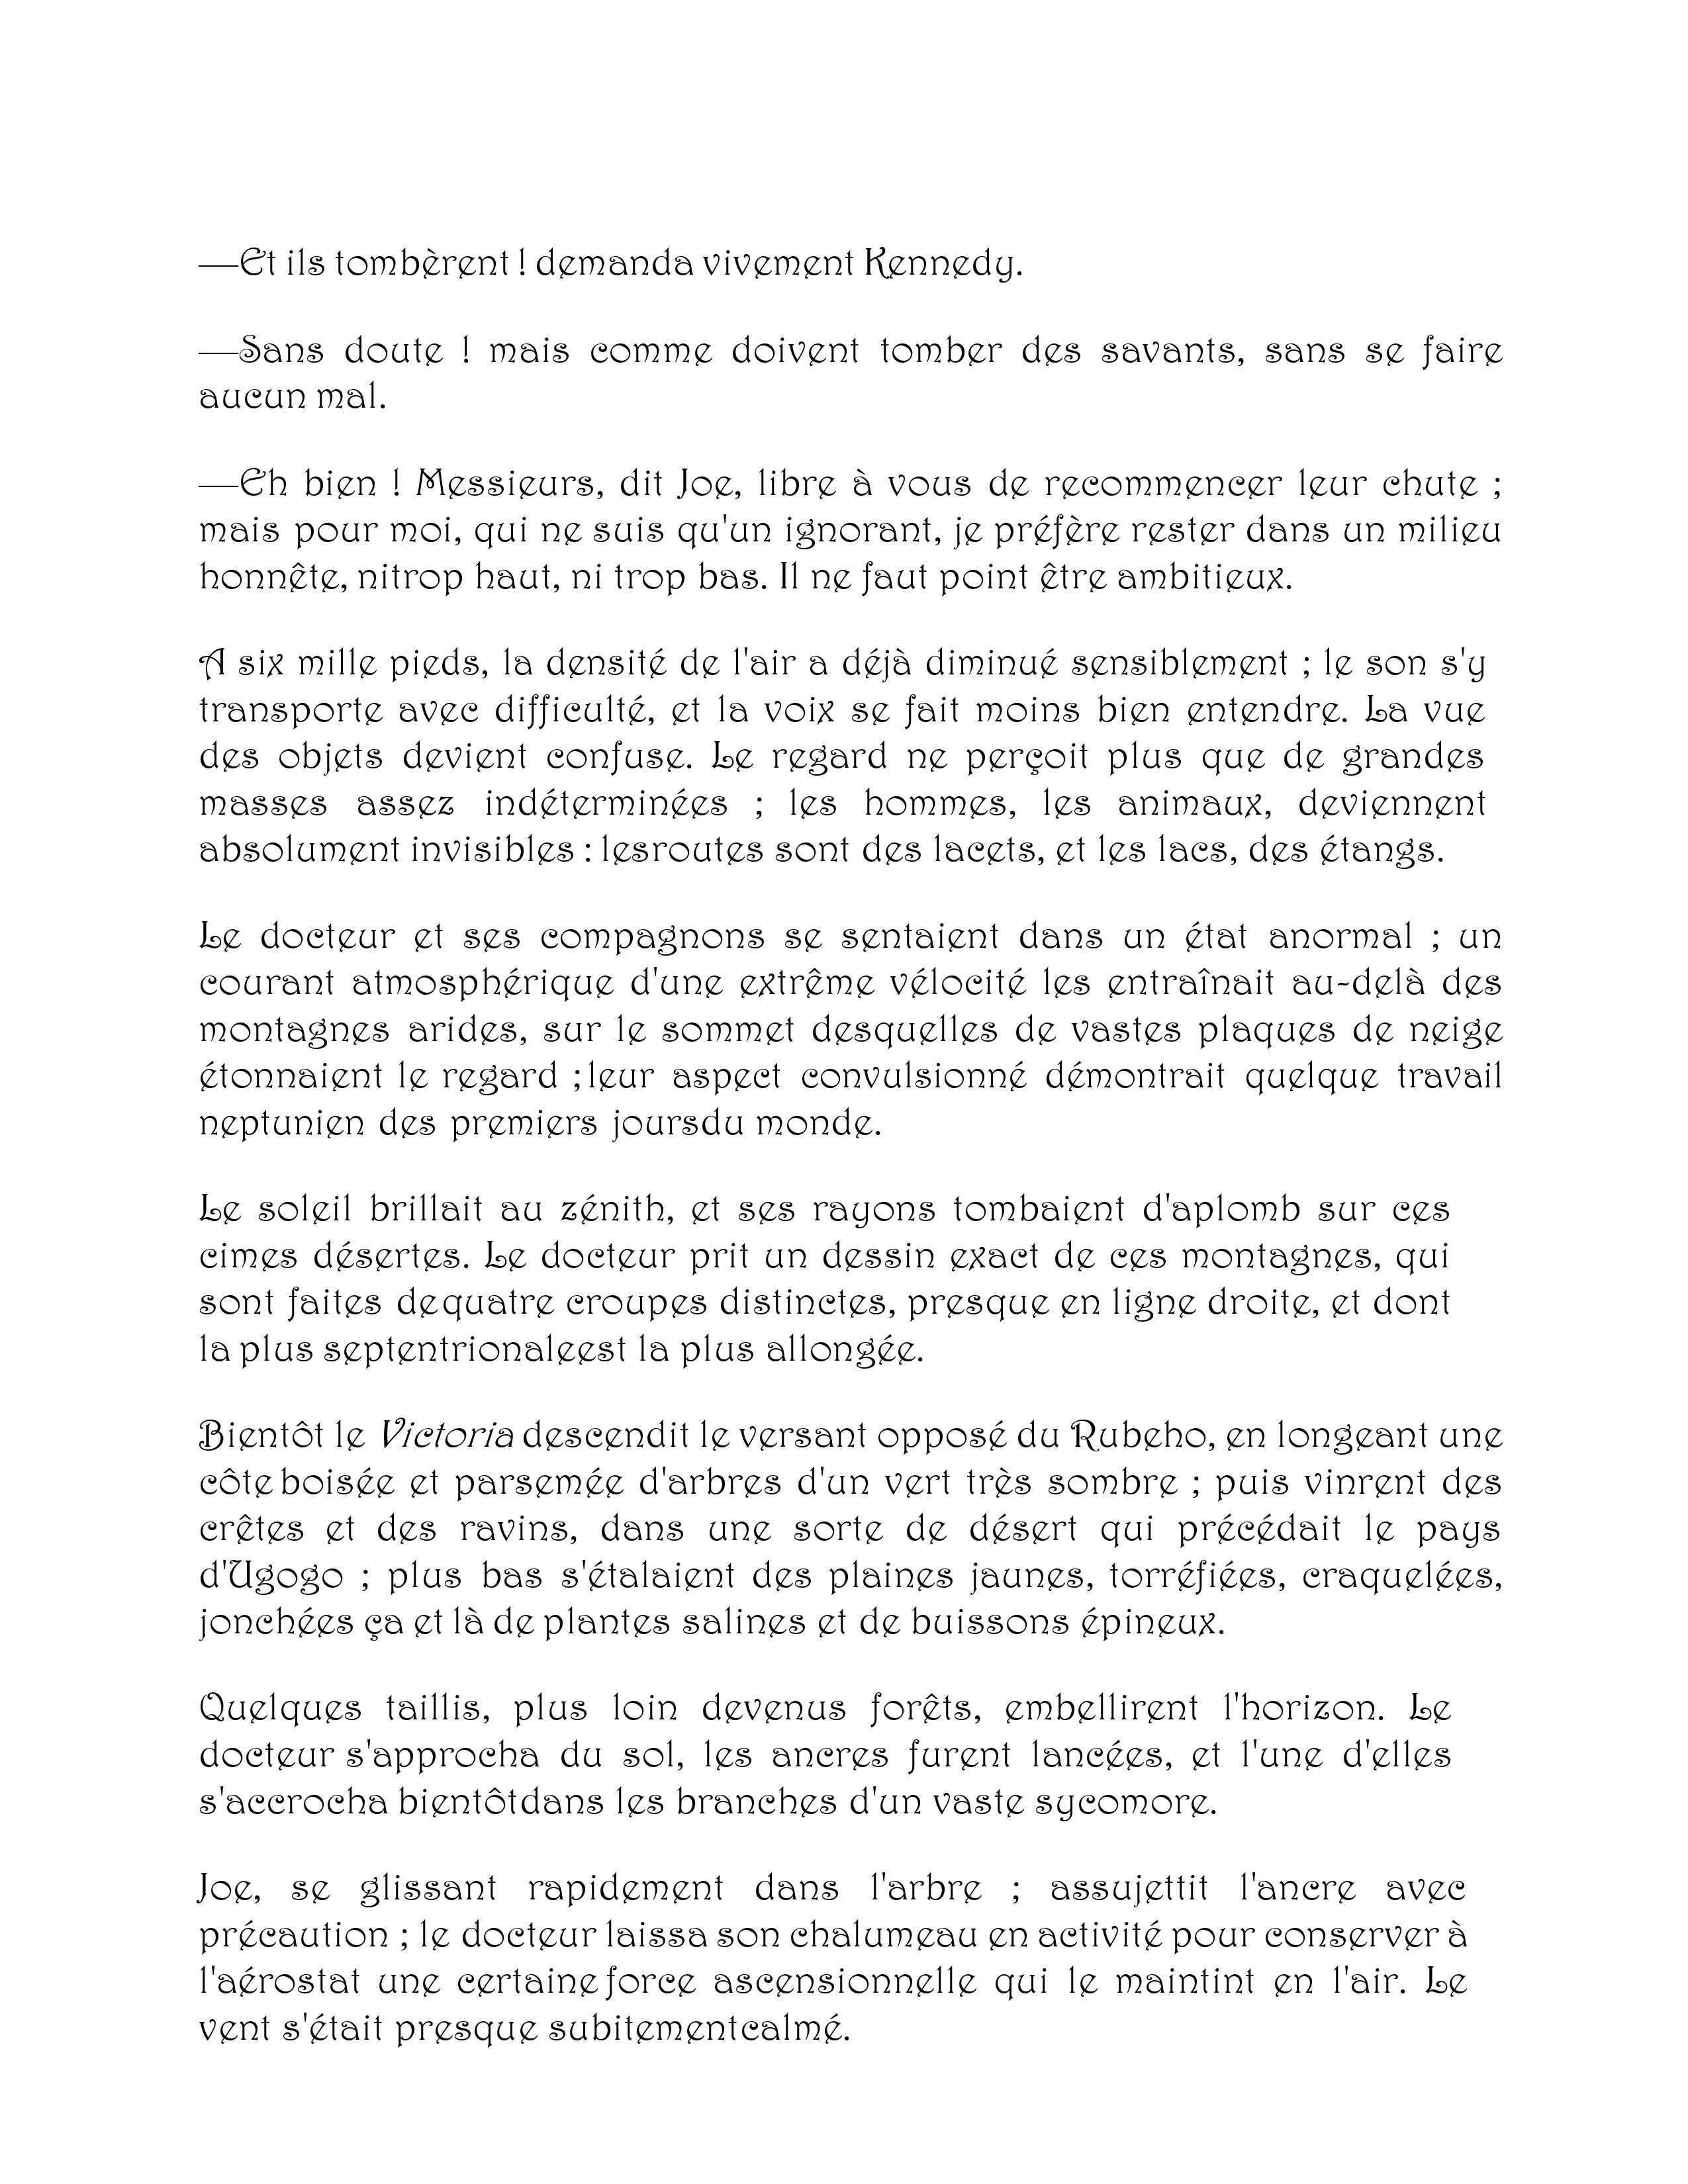 —Et ils tombèrent ! demanda vivement Kennedy.
—Sans doute ! mais comme doivent tomber des savants, sans se faire
aucun mal.
—Eh bien ! Messieurs, dit Joe, libre à vous de recommencer leur chute ;
mais pour moi, qui ne suis qu'un ignorant, je préfère rester dans un milieu
honnête, nitrop haut, ni trop bas. Il ne faut point être ambitieux.
A six mille pieds, la densité de l'air a déjà diminué sensiblement ; le son s'y
transporte avec difficulté, et la voix se fait moins bien entendre. La vue
des objets devient confuse. Le regard ne perçoit plus que de grandes
masses assez indéterminées ; les hommes, les animaux, deviennent
absolument invisibles : lesroutes sont des lacets, et les lacs, des étangs.
Le docteur et ses compagnons se sentaient dans un état anormal ; un
courant atmosphérique d'une extrême vélocité les entraînait au-delà des
montagnes arides, sur le sommet desquelles de vastes plaques de neige
étonnaient le regard ;leur aspect convulsionné démontrait quelque travail
neptunien des premiers joursdu monde.
Le soleil brillait au zénith, et ses rayons tombaient d'aplomb sur ces
cimes désertes. Le docteur prit un dessin exact de ces montagnes, qui
sont faites dequatre croupes distinctes, presque en ligne droite, et dont
la plus septentrionaleest la plus allongée.
Bientôt le Victoria descendit le versant opposé du Rubeho, en longeant une
côte boisée et parsemée d'arbres d'un vert très sombre ; puis vinrent des
crêtes et des ravins, dans une sorte de désert qui précédait le pays
d'Ugogo ; plus bas s'étalaient des plaines jaunes, torréfiées, craquelées,
jonchées ça et là de plantes salines et de buissons épineux.
Quelques taillis, plus loin devenus forêts, embellirent l'horizon. Le
docteur s'approcha du sol, les ancres furent lancées, et l'une d'elles
s'accrocha bientôtdans les branches d'un vaste sycomore.
Joe, se glissant rapidement dans l'arbre ; assujettit l'ancre avec
précaution ; le docteur laissa son chalumeau en activité pour conserver à
l'aérostat une certaine force ascensionnelle qui le maintint en l'air. Le
vent s'était presque subitementcalmé.